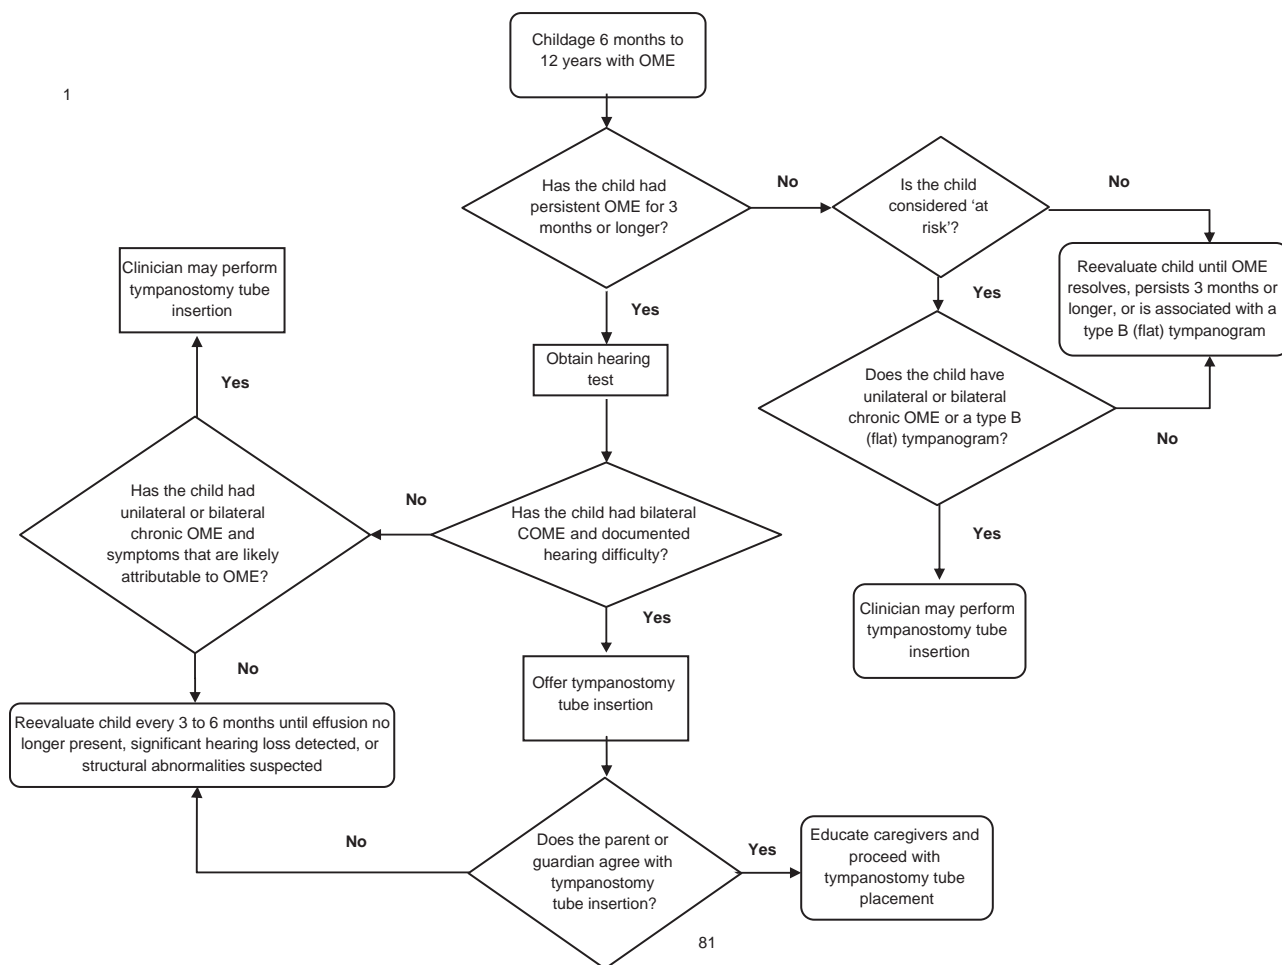 Childage 6 months to
12 years with OME
1
Has the child had
persistent OME for 3
months or longer?
No
Is the child
considered ‘at
risk’?
No
Reevaluate child until OME
resolves, persists 3 months or
longer, or is associated with a
type B (flat) tympanogram
Yes
Does the child have
unilateral or bilateral
chronic OME or a type B
(flat) tympanogram?
No
Yes
Clinician may perform
tympanostomy tube
insertion
Yes
Obtain hearing
test
Has the child had bilateral
COME and documented
hearing difficulty?
No
Has the child had
unilateral or bilateral
chronic OME and
symptoms that are likely
attributable to OME?
Yes
Clinician may perform
tympanostomy tube
insertion
No
Reevaluate child every 3 to 6 months until effusion no
longer present, significant hearing loss detected, or
structural abnormalities suspected
Yes
Offer tympanostomy
tube insertion
Does the parent or
guardian agree with
tympanostomy
tube insertion?
No
Yes
Educate caregivers and
proceed with
tympanostomy tube
placement
81